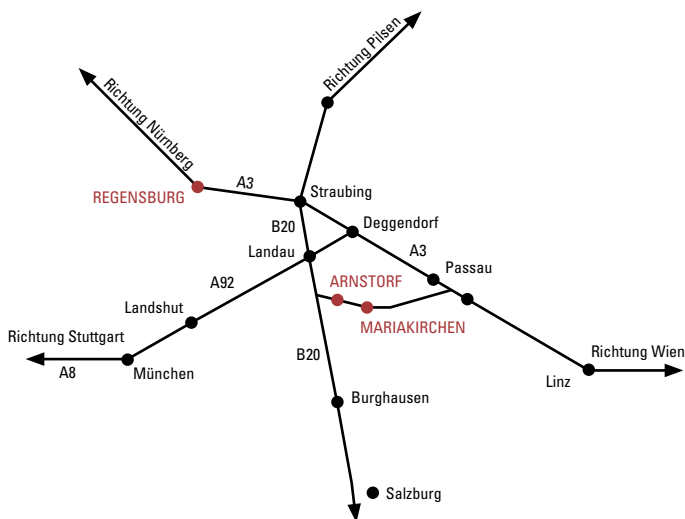 Richtung Pilsen
Richtung Nürnberg
A3
REGENSBURG
Straubing
B20
Deggendorf
Landau
A3
Passau
A92
ARNSTORF
Landshut
MARIAKIRCHEN
Richtung Stuttgart
B20
Richtung Wien
A8
München
Linz
Burghausen
Salzburg